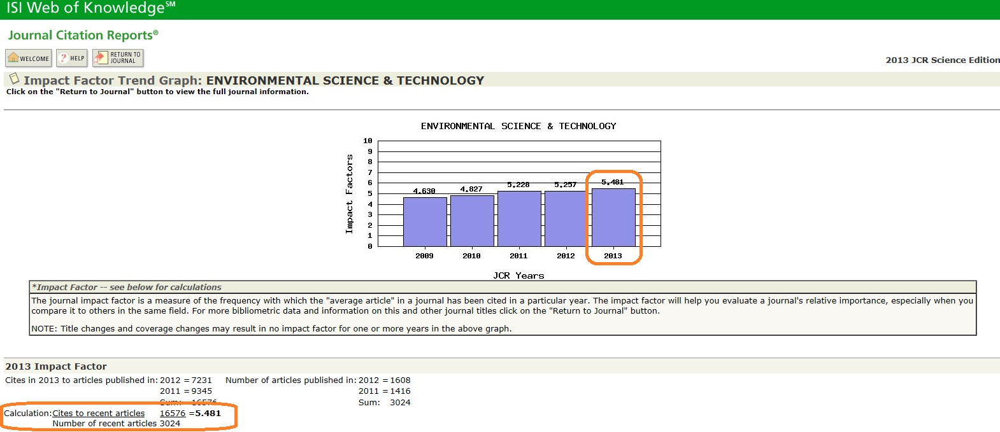 ISI Web of Knowledge℠
Journal Citation Reports®
WELCOME
? HELP
RETURN TO
JOURNAL
2013 JCR Science Edition
Impact Factor Trend Graph: ENVIRONMENTAL SCIENCE & TECHNOLOGY
Click on the "Return to Journal" button to view the full journal information.
ENVIRONMENTAL SCIENCE & TECHNOLOGY
Impact Factors
10
9
8
7
6
5
4
3
2
1
0
4.630 4.827 5.228 5.257 5.481
2009 2010 2011 2012 2013
JCR Years
*Impact Factor -- see below for calculations
The journal impact factor is a measure of the frequency with which the "average article" in a journal has been cited in a particular year. The impact factor will help you evaluate a journal's relative importance, especially when you
compare it to others in the same field. For more bibliometric data and information on this and other journal titles click on the "Return to Journal" button.
NOTE: Title changes and coverage changes may result in no impact factor for one or more years in the above graph.
2013 Impact Factor
Cites in 2013 to articles published in: 2012 = 7231 Number of articles published in: 2012 = 1608
2011 = 9345 2011 = 1416
Sum: 16576 Sum: 3024
Calculation: Cites to recent articles 16576 = 5.481
Number of recent articles 3024